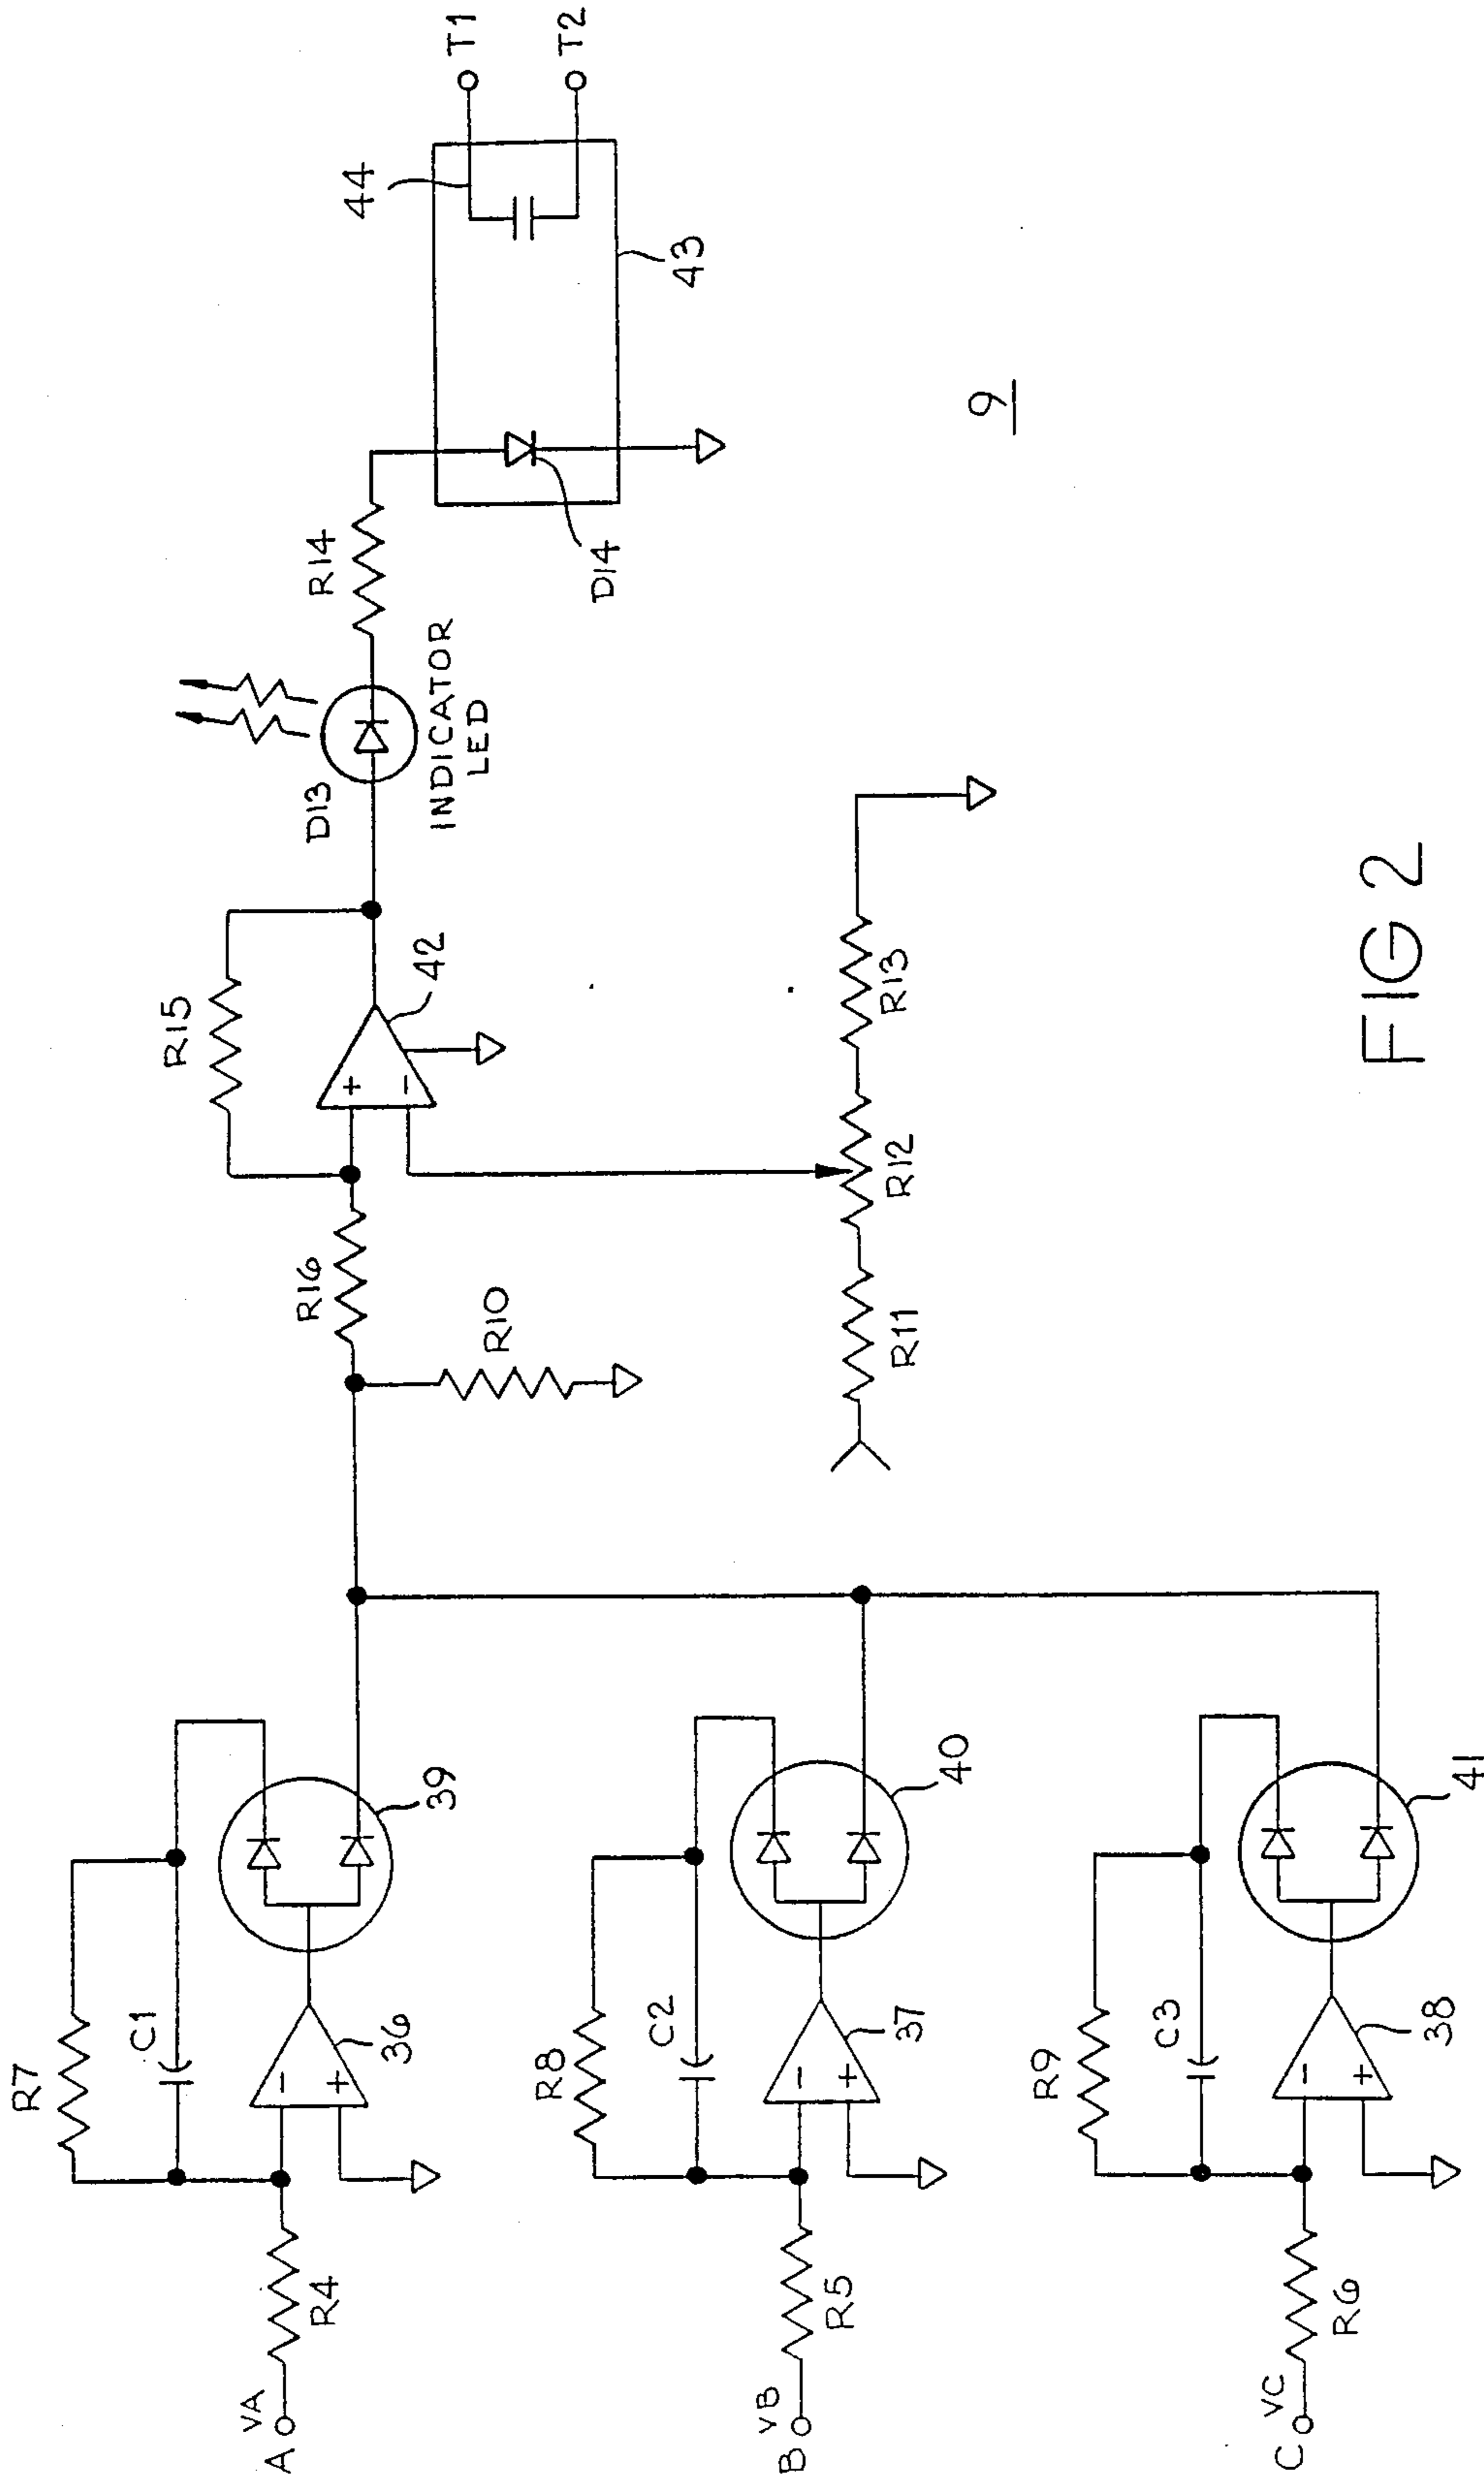 R7
C1
R4
VA
A
-
+
36
39
R8
C2
R5
VB
B
-
+
37
40
R9
C3
R6
VC
C
-
+
38
41
R16
R10
R15
+
-
42
R11
R12
R13
D13
INDICATOR
LED
R14
D14
43
44
T1
T2
9
FIG 2